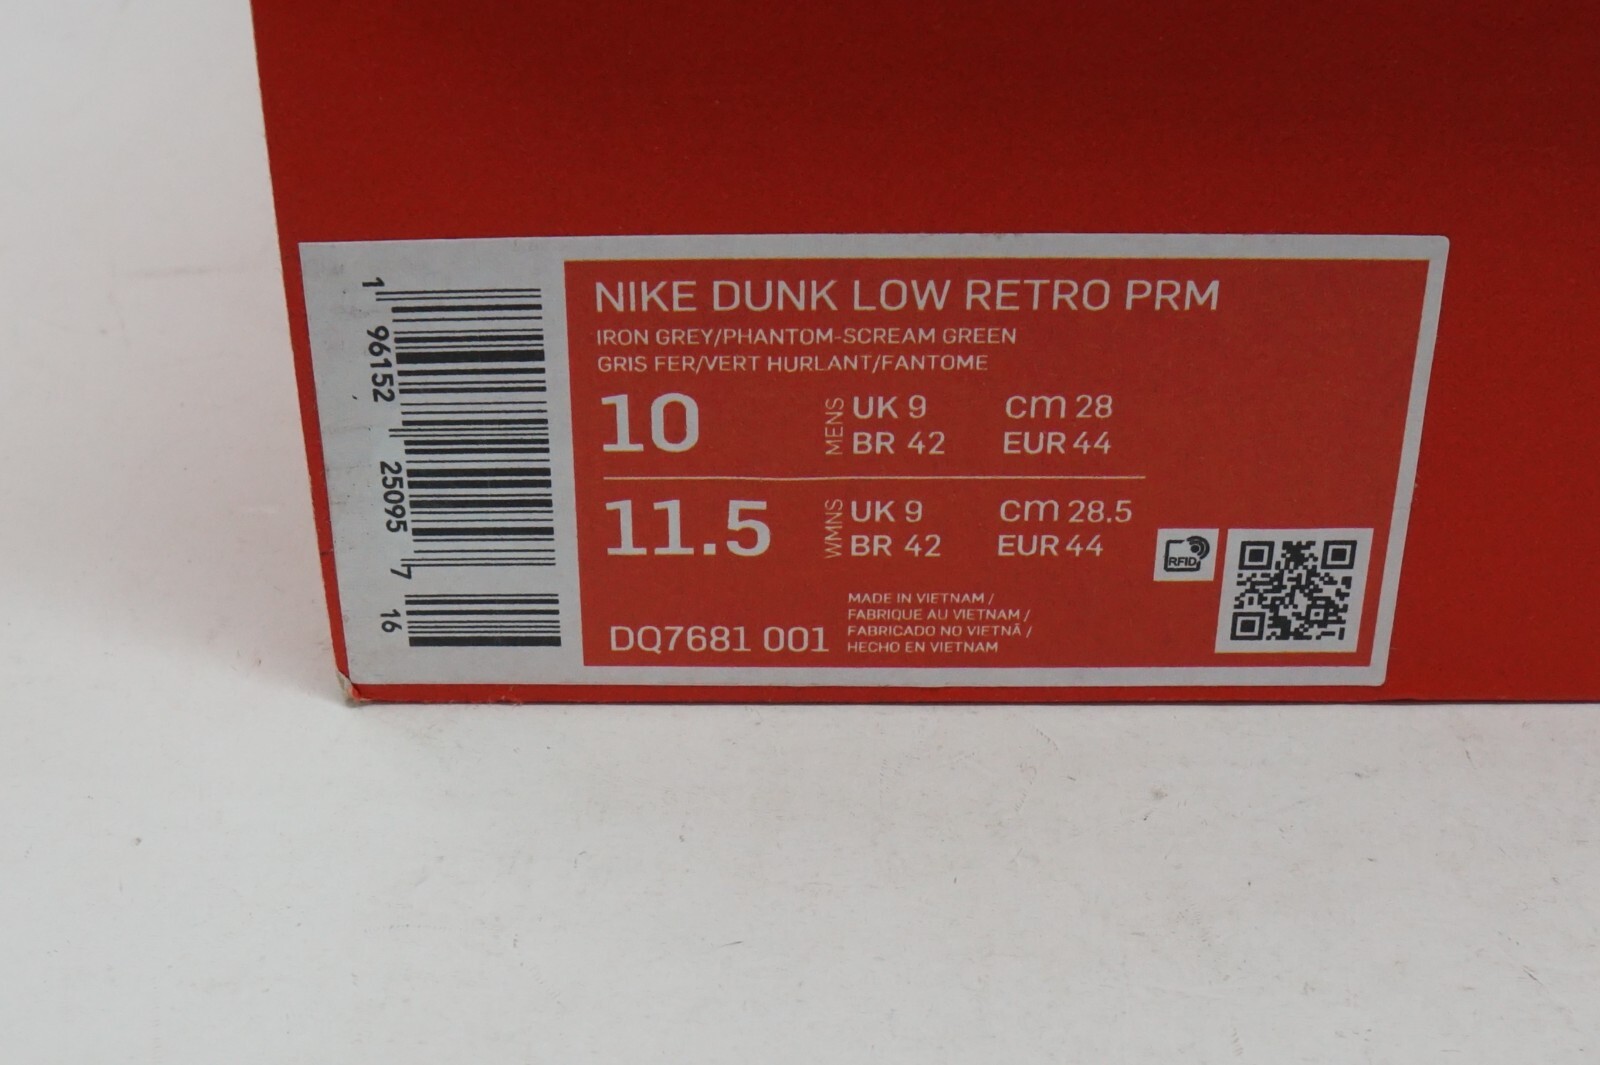 1 96152 25095 7 16
NIKE DUNK LOW RETRO PRM
IRON GREY/PHANTOM-SCREAM GREEN
GRIS FER/VERT HURLANT/FANTOME
10 MENS UK 9 cm 28
BR 42 EUR 44
11.5 WMNS UK 9 cm 28.5
BR 42 EUR 44
RFID
DQ7681 001
MADE IN VIETNAM /
FABRIQUE AU VIETNAM /
FABRICADO NO VIETNÃ /
HECHO EN VIETNAM